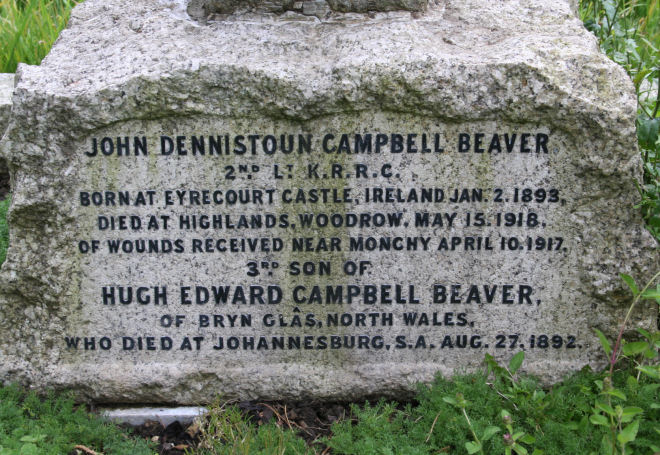 JOHN DENNISTOUN CAMPBELL BEAVER
2ND LT K.R.R.C.
BORN AT EYRECOURT CASTLE, IRELAND JAN. 2. 1893,
DIED AT HIGHLANDS, WOODROW, MAY 15. 1918.
OF WOUNDS RECEIVED NEAR MONCHY APRIL 10. 1917.
3RD SON OF
HUGH EDWARD CAMPBELL BEAVER,
OF BRYN GLÂS, NORTH WALES,
WHO DIED AT JOHANNESBURG, S.A. AUG. 27. 1892.